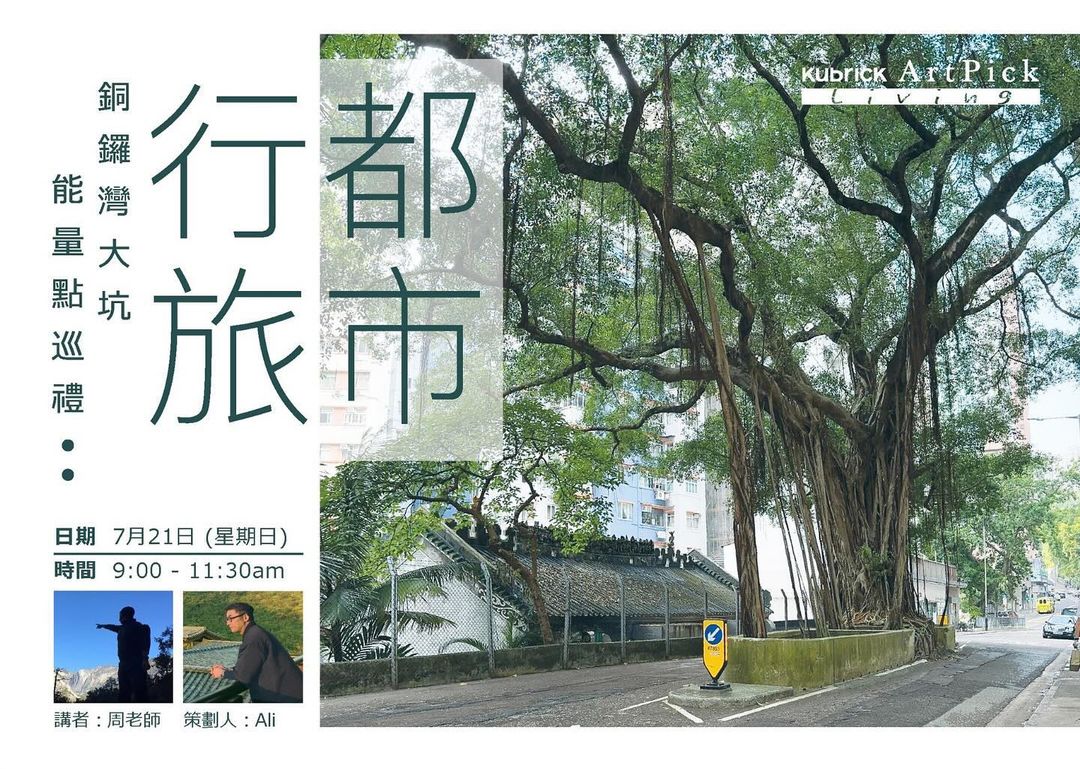 kubrick ArtPick
Living
都市
行旅
銅鑼灣大坑
能量點巡禮：
日期 7月21日 (星期日)
時間 9:00 - 11:30am
講者：周老師
策劃人：Ali